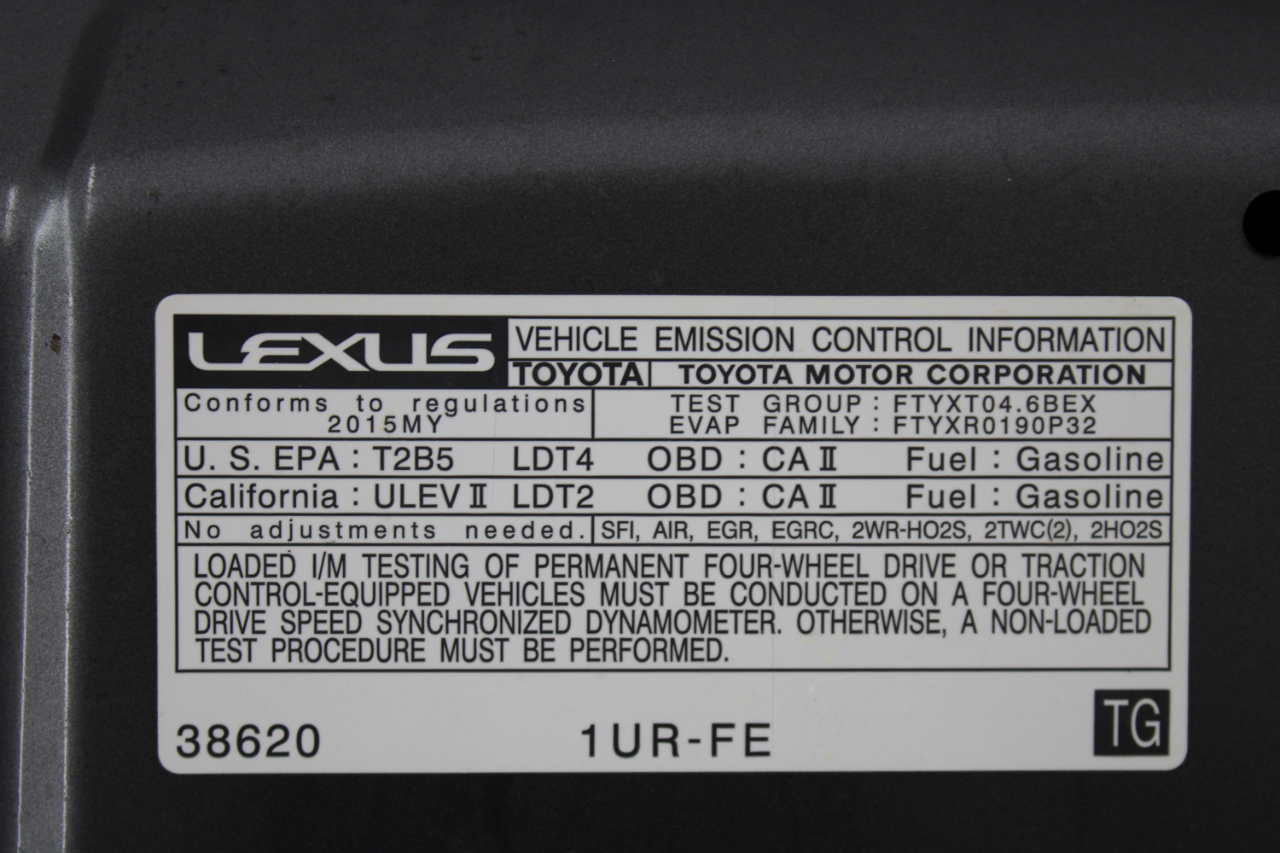 LEXUS VEHICLE EMISSION CONTROL INFORMATION
TOYOTA TOYOTA MOTOR CORPORATION
Conforms to regulations TEST GROUP : FTYXT04.6BEX
2015MY EVAP FAMILY : FTYXR0190P32
U. S. EPA : T2B5 LDT4 OBD : CA II Fuel : Gasoline
California : ULEV II LDT2 OBD : CA II Fuel : Gasoline
No adjustments needed. SFI, AIR, EGR, EGRC, 2WR-HO2S, 2TWC(2), 2HO2S
LOADED I/M TESTING OF PERMANENT FOUR-WHEEL DRIVE OR TRACTION
CONTROL-EQUIPPED VEHICLES MUST BE CONDUCTED ON A FOUR-WHEEL
DRIVE SPEED SYNCHRONIZED DYNAMOMETER. OTHERWISE, A NON-LOADED
TEST PROCEDURE MUST BE PERFORMED.
38620 1UR-FE TG